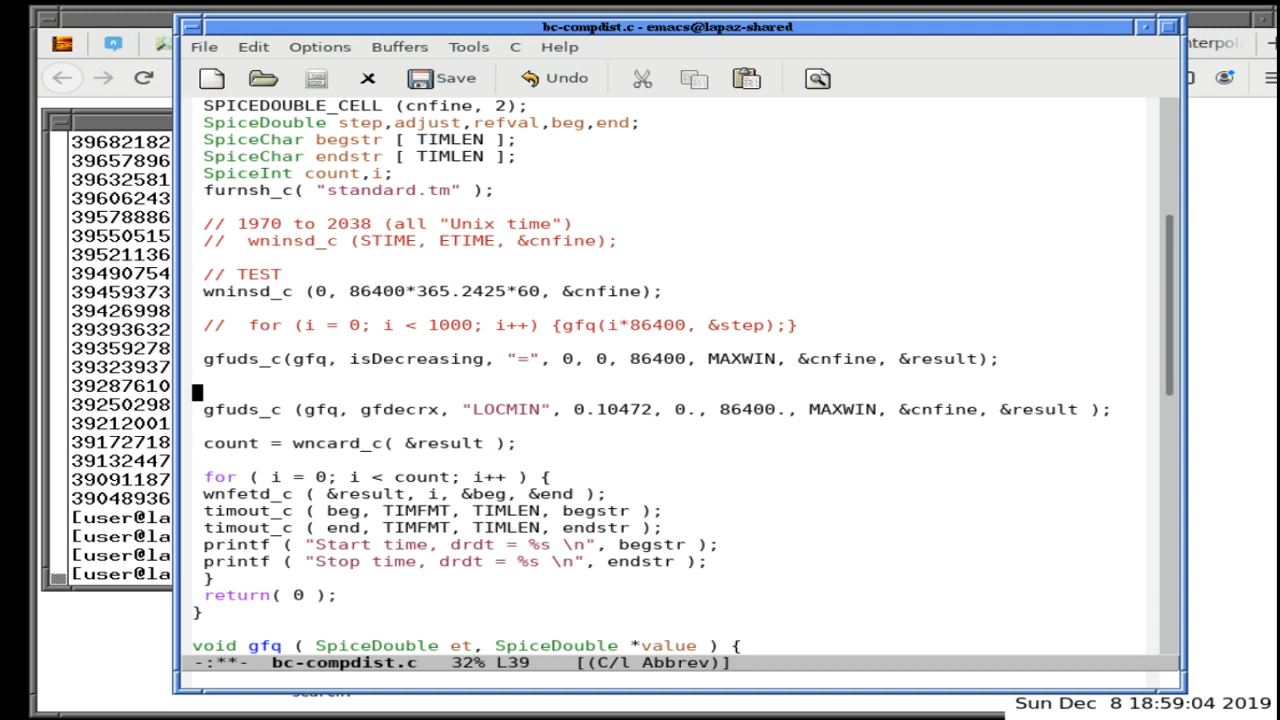 bc-compdist.c - emacs@lapaz-shared
File Edit Options Buffers Tools C Help
Save Undo
SPICEDOUBLE_CELL (cnfine, 2);
SpiceDouble step,adjust,refval,beg,end;
SpiceChar begstr [ TIMLEN ];
SpiceChar endstr [ TIMLEN ];
SpiceInt count,i;
furnsh_c( "standard.tm" );
// 1970 to 2038 (all "Unix time")
//  wninsd_c (STIME, ETIME, &cnfine);
// TEST
wninsd_c (0, 86400*365.2425*60, &cnfine);
//  for (i = 0; i < 1000; i++) {gfq(i*86400, &step);}
gfuds_c(gfq, isDecreasing, "=", 0, 0, 86400, MAXWIN, &cnfine, &result);
gfuds_c (gfq, gfdecrx, "LOCMIN", 0.10472, 0., 86400., MAXWIN, &cnfine, &result );
count = wncard_c( &result );
for ( i = 0; i < count; i++ ) {
wnfetd_c ( &result, i, &beg, &end );
timout_c ( beg, TIMFMT, TIMLEN, begstr );
timout_c ( end, TIMFMT, TIMLEN, endstr );
printf ( "Start time, drdt = %s \n", begstr );
printf ( "Stop time, drdt = %s \n", endstr );
}
return( 0 );
}
void gfq ( SpiceDouble et, SpiceDouble *value ) {
-:**-  bc-compdist.c   32% L39    [(C/l Abbrev)]
39682182
39657896
39632581
39606243
39578886
39550515
39521136
39490754
39459373
39426998
39393632
39359278
39323937
39287610
39250298
39212001
39172718
39132447
39091187
39048936
[user@la
[user@la
[user@la
[user@la
nterpol
Sun Dec  8 18:59:04 2019